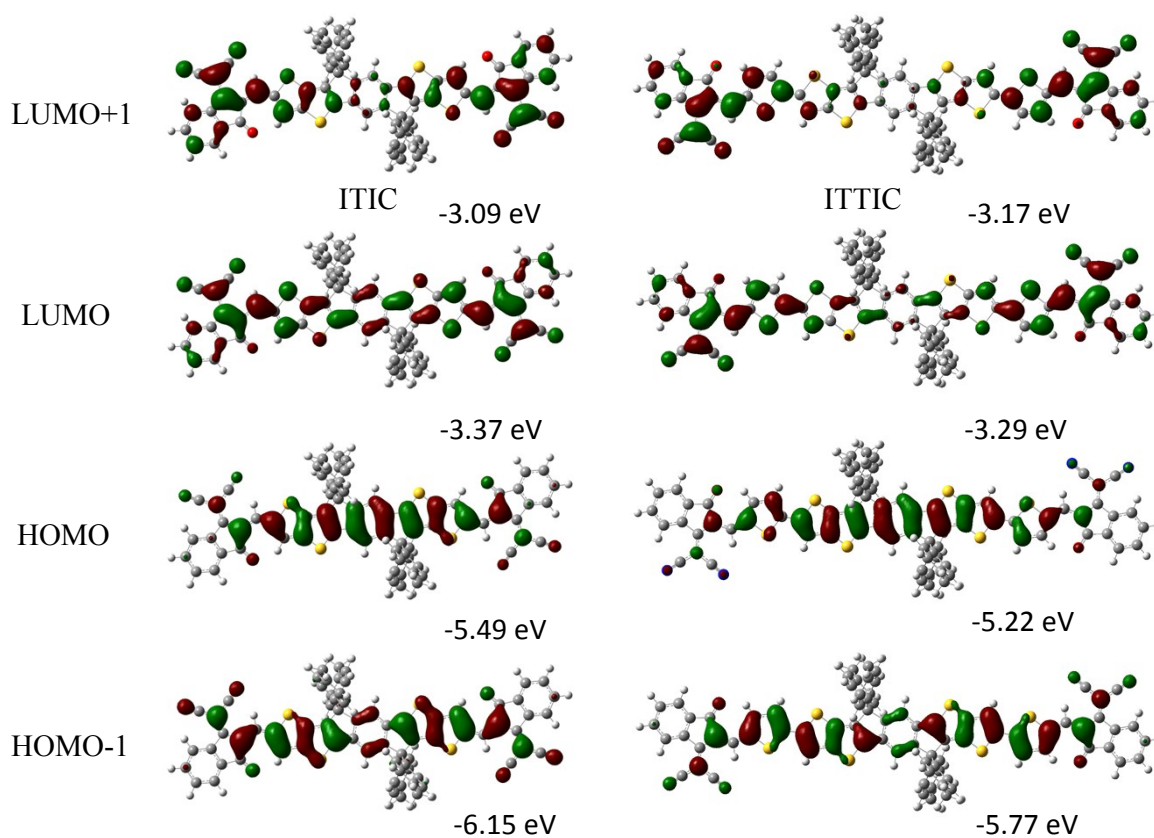 LUMO+1
ITIC
-3.09 eV
ITTIC
-3.17 eV
LUMO
-3.37 eV
-3.29 eV
HOMO
-5.49 eV
-5.22 eV
HOMO-1
-6.15 eV
-5.77 eV